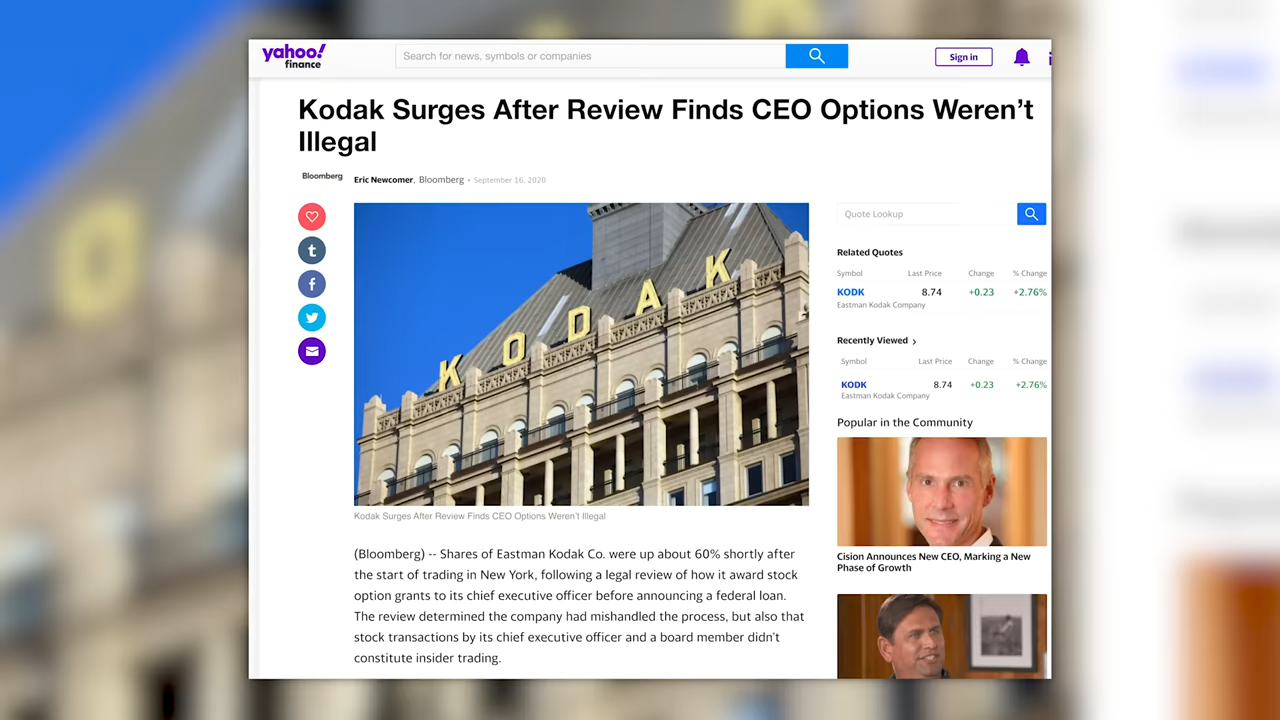 yahoo!
finance
Search for news, symbols or companies
Sign in
Kodak Surges After Review Finds CEO Options Weren't
Illegal
Bloomberg
Eric Newcomer, Bloomberg • September 16, 2020
KODAK
Kodak Surges After Review Finds CEO Options Weren't Illegal
(Bloomberg) -- Shares of Eastman Kodak Co. were up about 60% shortly after
the start of trading in New York, following a legal review of how it award stock
option grants to its chief executive officer before announcing a federal loan.
The review determined the company had mishandled the process, but also that
stock transactions by its chief executive officer and a board member didn't
constitute insider trading.
Quote Lookup
Related Quotes
Symbol Last Price Change % Change
KODK 8.74 +0.23 +2.76%
Eastman Kodak Company
Recently Viewed >
Symbol Last Price Change % Change
KODK 8.74 +0.23 +2.76%
Eastman Kodak Company
Popular in the Community
Cision Announces New CEO, Marking a New
Phase of Growth